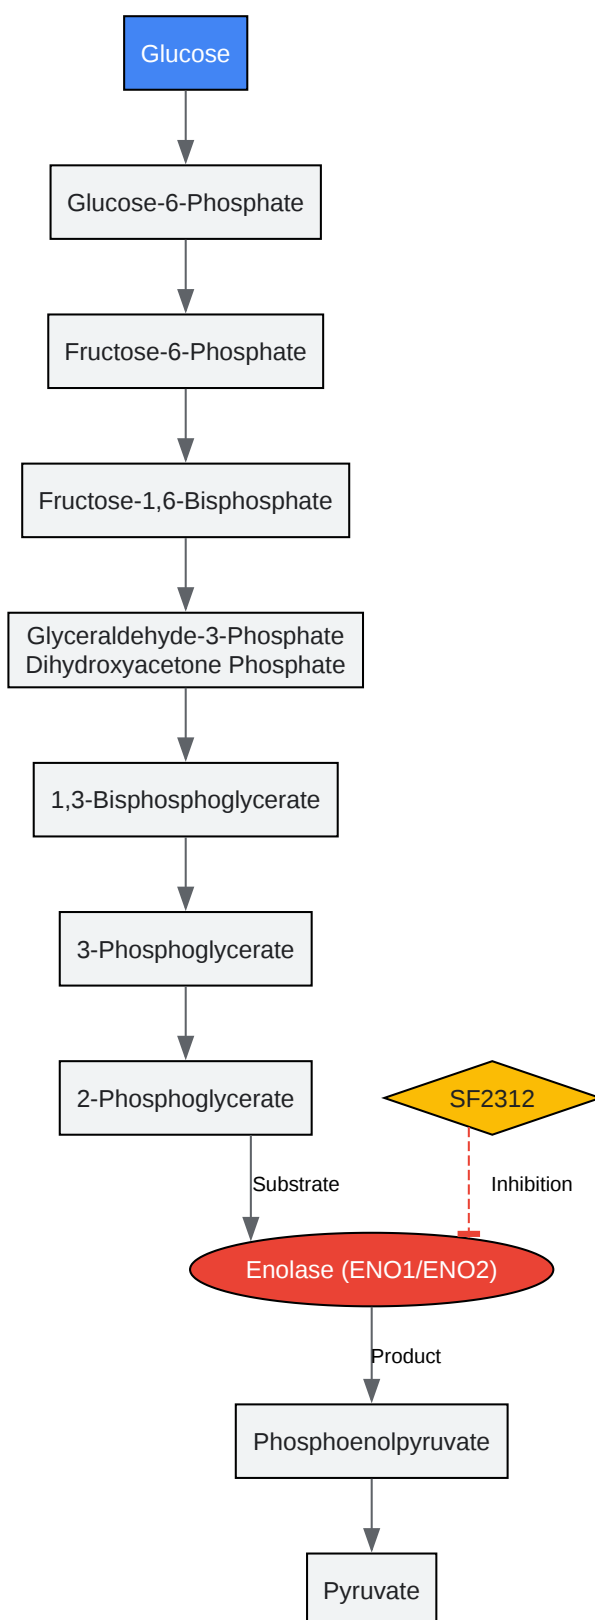 Glucose
Glucose-6-Phosphate
Fructose-6-Phosphate
Fructose-1,6-Bisphosphate
Glyceraldehyde-3-Phosphate
Dihydroxyacetone Phosphate
1,3-Bisphosphoglycerate
3-Phosphoglycerate
2-Phosphoglycerate
SF2312
Substrate
Inhibition
Enolase (ENO1/ENO2)
Product
Phosphoenolpyruvate
Pyruvate